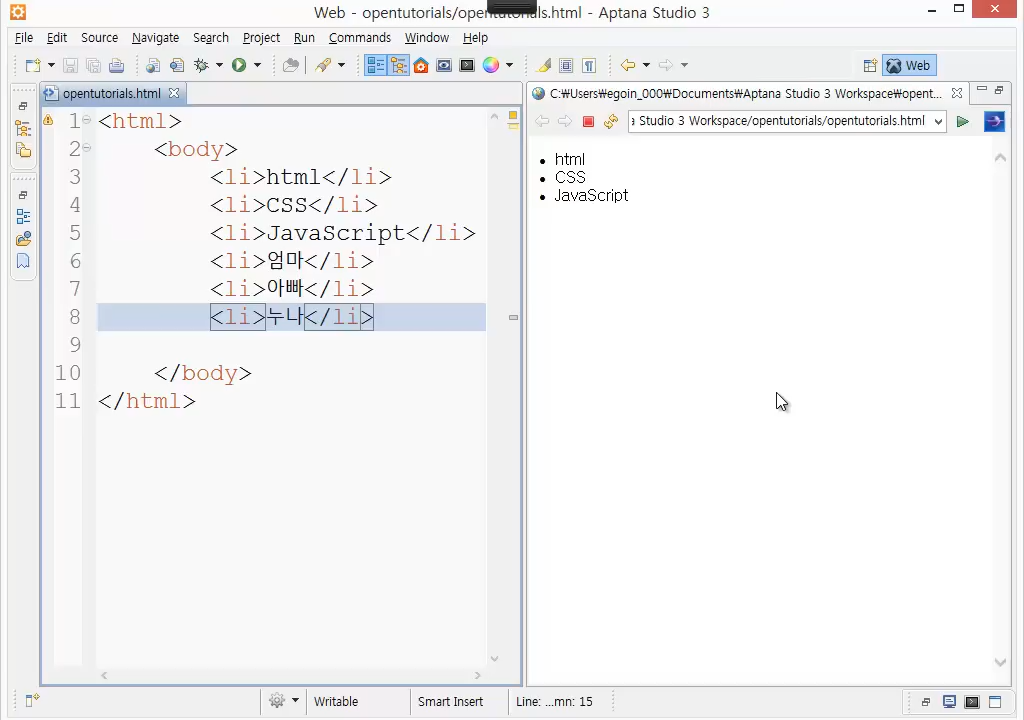 Web - opentutorials/opentutorials.html - Aptana Studio 3
File Edit Source Navigate Search Project Run Commands Window Help
Web
opentutorials.html
C:₩Users₩egoin_000₩Documents₩Aptana Studio 3 Workspace₩opent...
Studio 3 Workspace/opentutorials/opentutorials.html
1 <html>
2 <body>
3 <li>html</li>
4 <li>CSS</li>
5 <li>JavaScript</li>
6 <li>엄마</li>
7 <li>아빠</li>
8 <li>누나</li>
9
10 </body>
11 </html>
• html
• CSS
• JavaScript
Writable Smart Insert Line: ...mn: 15